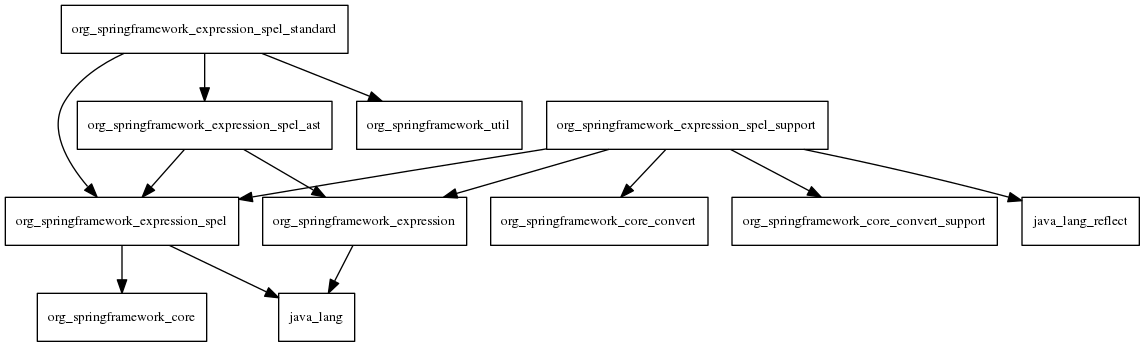 org_springframework_expression_spel_standard
org_springframework_expression_spel_ast
org_springframework_util
org_springframework_expression_spel_support
org_springframework_expression_spel
org_springframework_expression
org_springframework_core_convert
org_springframework_core_convert_support
java_lang_reflect
org_springframework_core
java_lang